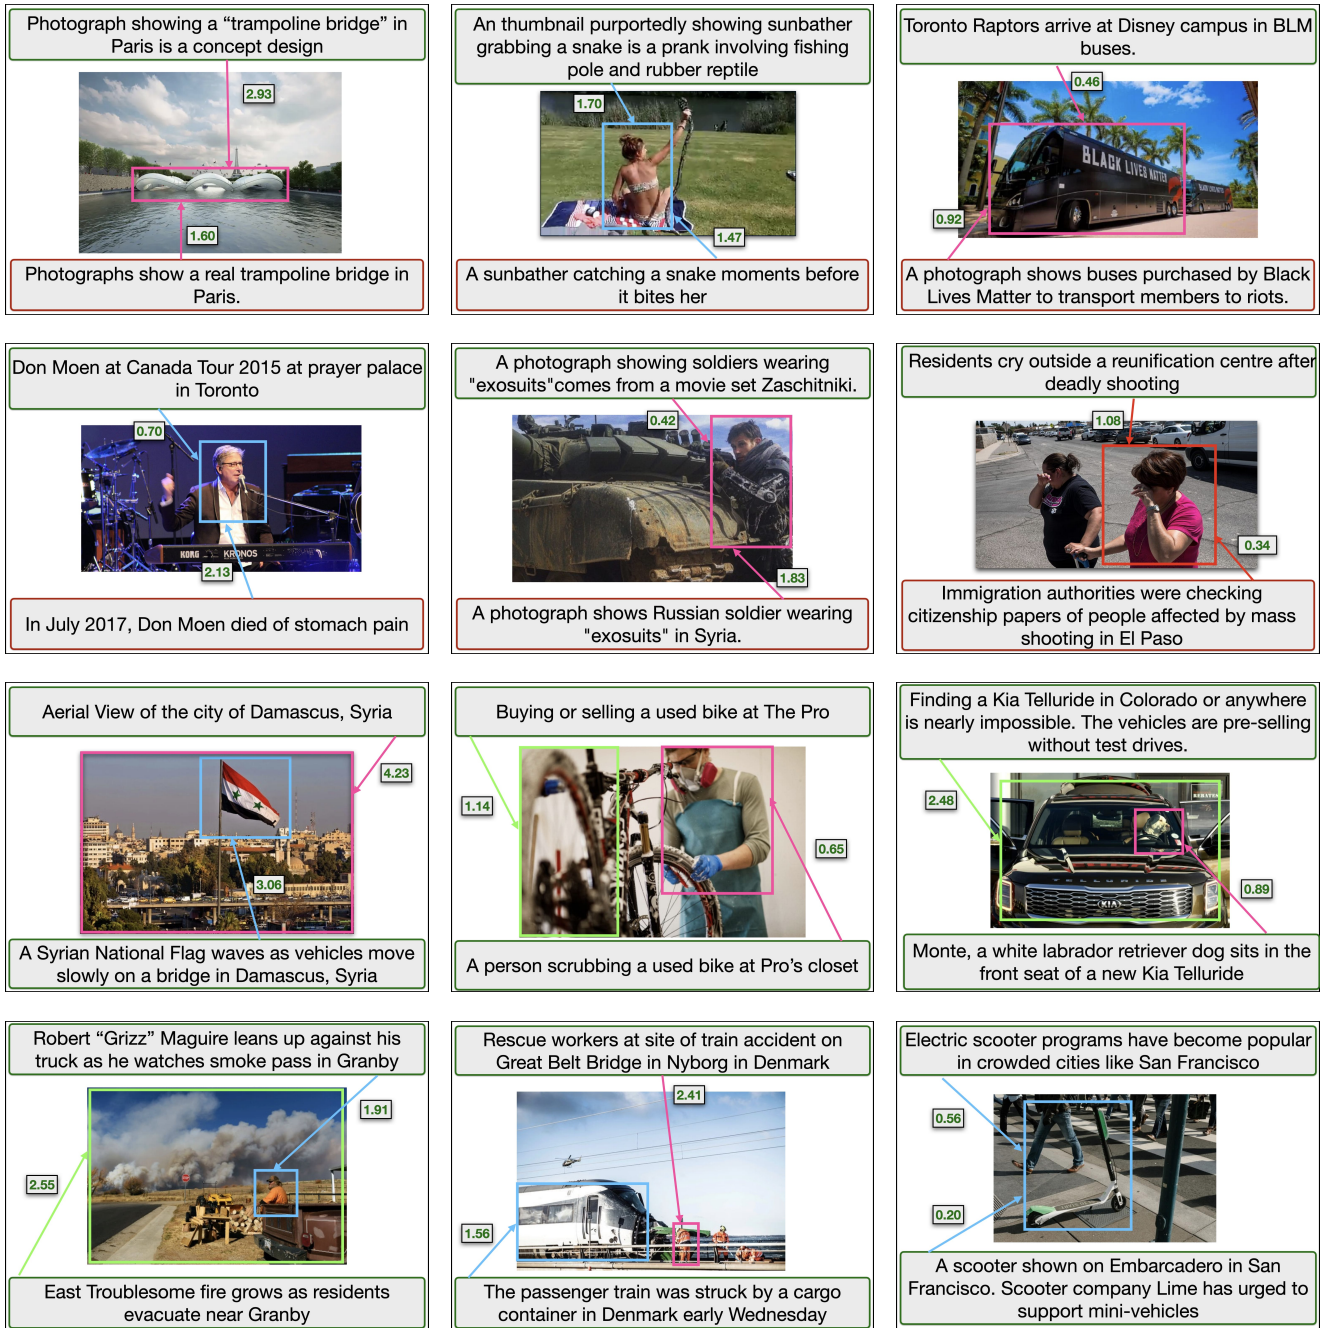 Photograph showing a “trampoline bridge” in
Paris is a concept design
2.93
1.60
Photographs show a real trampoline bridge in
Paris.
An thumbnail purportedly showing sunbather
grabbing a snake is a prank involving fishing
pole and rubber reptile
1.70
1.47
A sunbather catching a snake moments before
it bites her
Toronto Raptors arrive at Disney campus in BLM
buses.
0.46
BLACK LIVES MATTER
BLACK LIVES MATTER
0.92
A photograph shows buses purchased by Black
Lives Matter to transport members to riots.
Don Moen at Canada Tour 2015 at prayer palace
in Toronto
0.70
KORG KRONOS
2.13
In July 2017, Don Moen died of stomach pain
A photograph showing soldiers wearing
"exosuits"comes from a movie set Zaschitniki.
0.42
1.83
A photograph shows Russian soldier wearing
"exosuits" in Syria.
Residents cry outside a reunification centre after
deadly shooting
1.08
0.34
Immigration authorities were checking
citizenship papers of people affected by mass
shooting in El Paso
Aerial View of the city of Damascus, Syria
4.23
3.06
A Syrian National Flag waves as vehicles move
slowly on a bridge in Damascus, Syria
Buying or selling a used bike at The Pro
1.14
0.65
A person scrubbing a used bike at Pro’s closet
Finding a Kia Telluride in Colorado or anywhere
is nearly impossible. The vehicles are pre-selling
without test drives.
2.48
REBATES
TELLURIDE
KIA
0.89
Monte, a white labrador retriever dog sits in the
front seat of a new Kia Telluride
Robert “Grizz” Maguire leans up against his
truck as he watches smoke pass in Granby
1.91
2.55
East Troublesome fire grows as residents
evacuate near Granby
Rescue workers at site of train accident on
Great Belt Bridge in Nyborg in Denmark
2.41
1.56
The passenger train was struck by a cargo
container in Denmark early Wednesday
Electric scooter programs have become popular
in crowded cities like San Francisco
0.56
0.20
A scooter shown on Embarcadero in San
Francisco. Scooter company Lime has urged to
support mini-vehicles